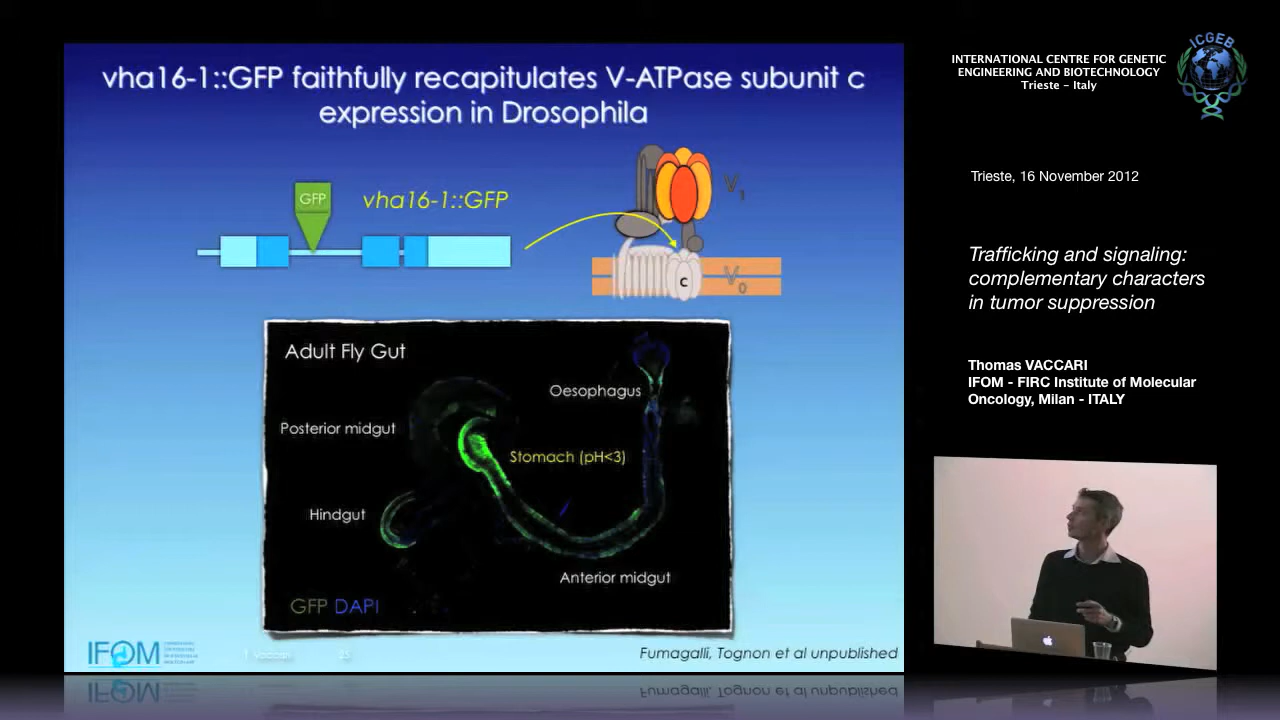 vha16-1::GFP faithfully recapitulates V-ATPase subunit c
expression in Drosophila
GFP
vha16-1::GFP
V1
V0
c
Adult Fly Gut
Oesophagus
Posterior midgut
Stomach (pH<3)
Hindgut
Anterior midgut
GFP DAPI
IFOM
T. Vaccari 25
Fumagalli, Tognon et al unpublished
INTERNATIONAL CENTRE FOR GENETIC
ENGINEERING AND BIOTECHNOLOGY
Trieste - Italy
ICGEB
Trieste, 16 November 2012
Trafficking and signaling:
complementary characters
in tumor suppression
Thomas VACCARI
IFOM - FIRC Institute of Molecular
Oncology, Milan - ITALY